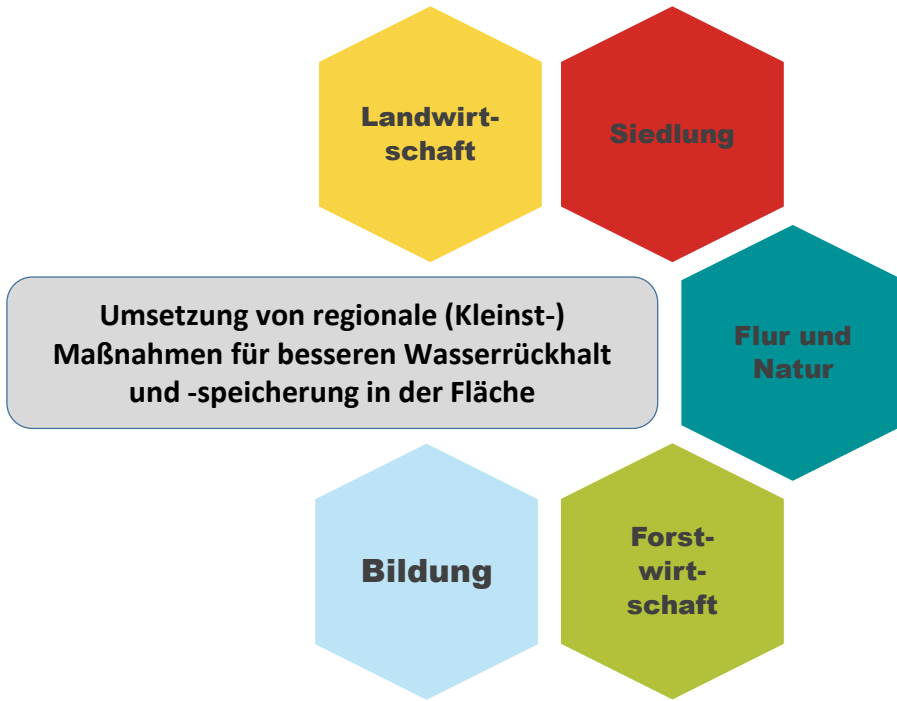 Landwirt-
schaft
Siedlung
Umsetzung von regionale (Kleinst-)
Maßnahmen für besseren Wasserrückhalt
und -speicherung in der Fläche
Flur und
Natur
Bildung
Forst-
wirt-
schaft